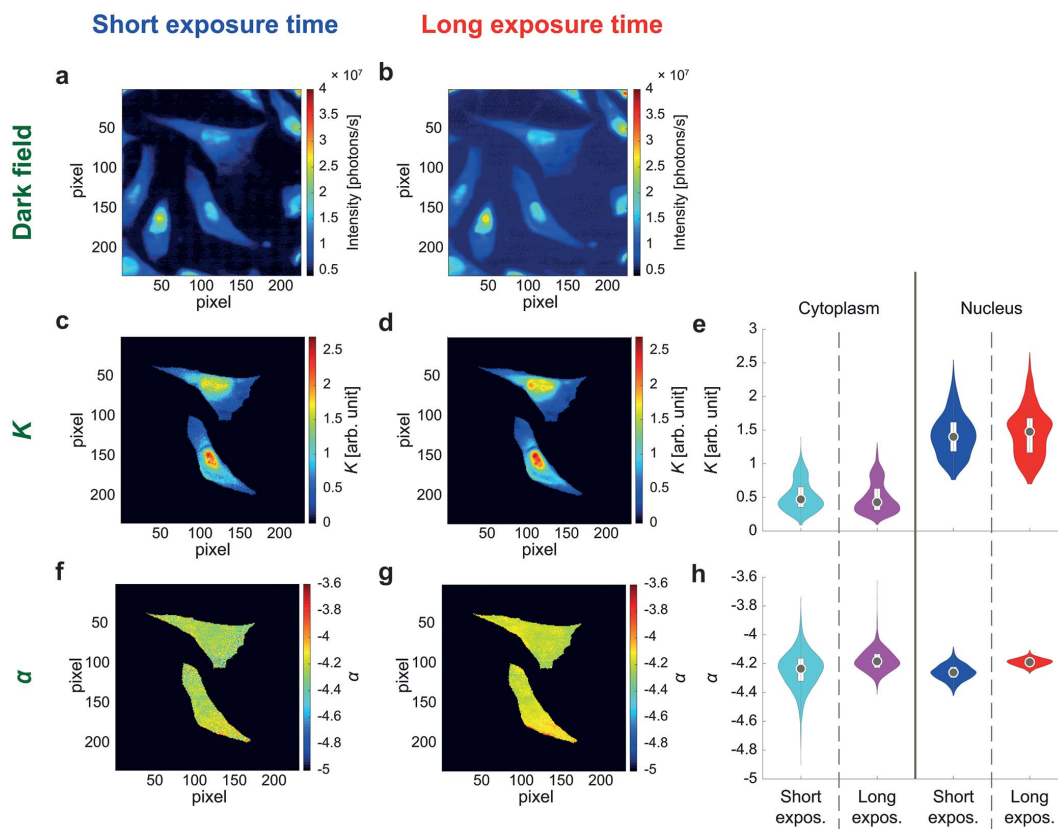 Short exposure time
Long exposure time
Dark field
a
× 10⁷
pixel
50
100
150
200
50 100 150 200
pixel
4
3.5
3
2.5
2
1.5
1
0.5
Intensity [photons/s]
b
× 10⁷
pixel
50
100
150
200
50 100 150 200
pixel
4
3.5
3
2.5
2
1.5
1
0.5
Intensity [photons/s]
K
c
pixel
50
100
150
200
50 100 150 200
pixel
2.5
2
1.5
1
0.5
0
K [arb. unit]
d
pixel
50
100
150
200
50 100 150 200
pixel
2.5
2
1.5
1
0.5
0
K [arb. unit]
e
Cytoplasm Nucleus
K [arb. unit]
3
2.5
2
1.5
1
0.5
0
α
f
pixel
50
100
150
200
50 100 150 200
pixel
-3.6
-3.8
-4
-4.2
-4.4
-4.6
-4.8
-5
α
g
pixel
50
100
150
200
50 100 150 200
pixel
-3.6
-3.8
-4
-4.2
-4.4
-4.6
-4.8
-5
α
h
α
-3.6
-3.8
-4
-4.2
-4.4
-4.6
-4.8
-5
Short Long Short Long
expos. expos. expos. expos.